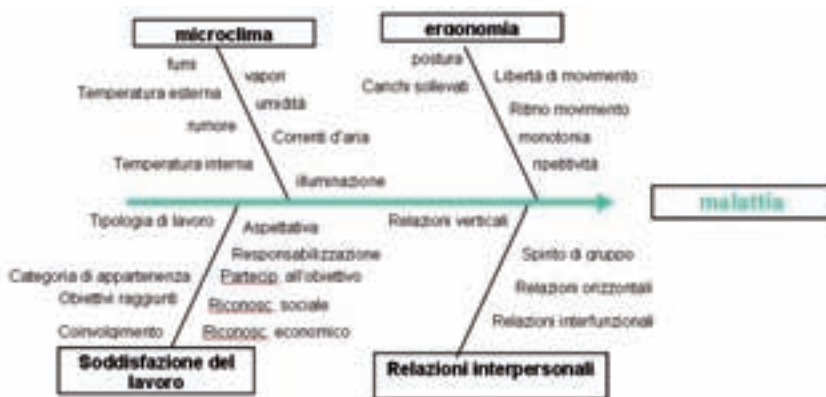 microclima
ergonomia
fumi
vapori
postura
Libertà di movimento
Temperatura esterna
umidità
Carichi sollevati
Ritmo movimento
rumore
Correnti d'aria
monotonia
Temperatura interna
illuminazione
ripetitività
malattia
Tipologia di lavoro
Aspettativa
Relazioni verticali
Responsabilizzazione
Spirito di gruppo
Categoria di appartenenza
Partecip. all'obiettivo
Obiettivi raggiunti
Relazioni orizzontali
Riconosc. sociale
Relazioni interfunzionali
Coinvolgimento
Riconosc. economico
Soddisfazione del
lavoro
Relazioni interpersonali